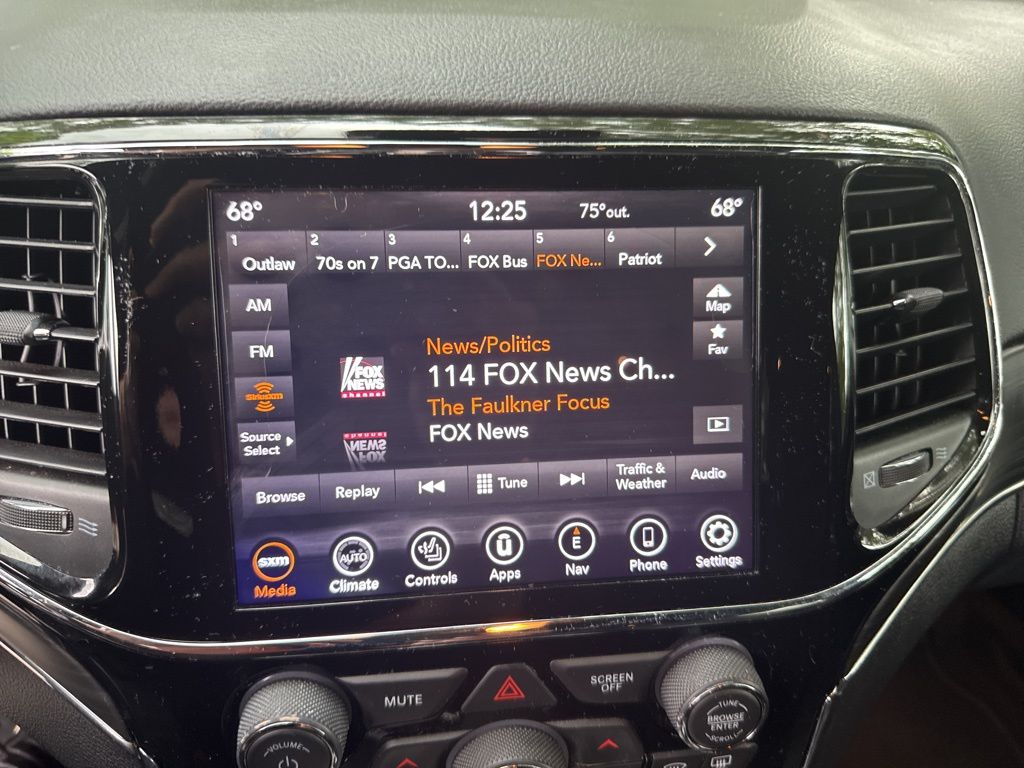 68° 12:25 75°out. 68°
1 2 3 4 5 6
Outlaw 70s on 7 PGA TO... FOX Bus FOX Ne... Patriot
AM
Map
FM
Fav
News/Politics
FOX
NEWS
channel
114 FOX News Ch...
SiriusXM
The Faulkner Focus
FOX News
Source
Select
Browse Replay Tune Traffic &
Weather Audio
sxm AUTO ū E
Media Climate Controls Apps Nav Phone Settings
MUTE
SCREEN
OFF
VOLUME
TUNE
BROWSE
ENTER
SCROLL